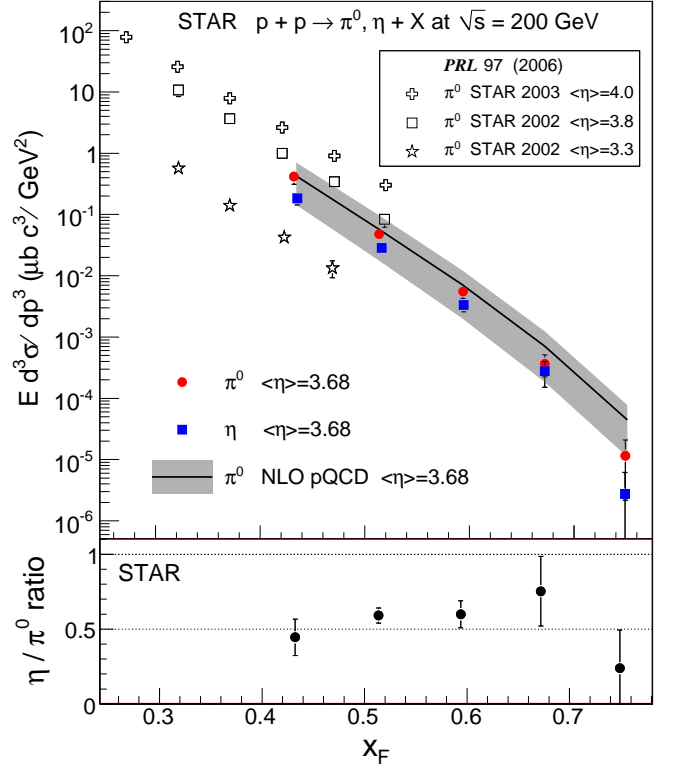 STAR p + p → π⁰, η + X at √s = 200 GeV
PRL 97 (2006)
π⁰ STAR 2003 <η>=4.0
π⁰ STAR 2002 <η>=3.8
π⁰ STAR 2002 <η>=3.3
E d³σ/ dp³ (μb c³/ GeV²)
10²
10
1
10⁻¹
10⁻²
10⁻³
10⁻⁴
10⁻⁵
10⁻⁶
π⁰ <η>=3.68
η <η>=3.68
π⁰ NLO pQCD <η>=3.68
STAR
η / π⁰ ratio
1
0.5
0
0.3 0.4 0.5 0.6 0.7
x_F